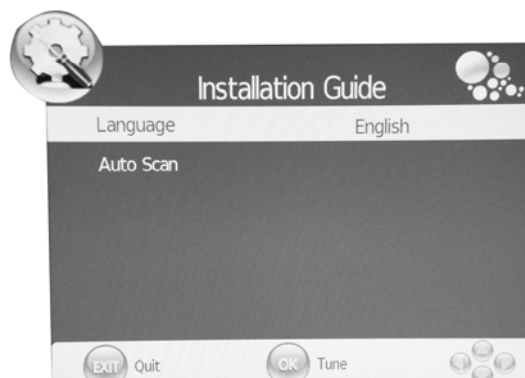 Installation Guide
Language English
Auto Scan
EXIT Quit OK Tune